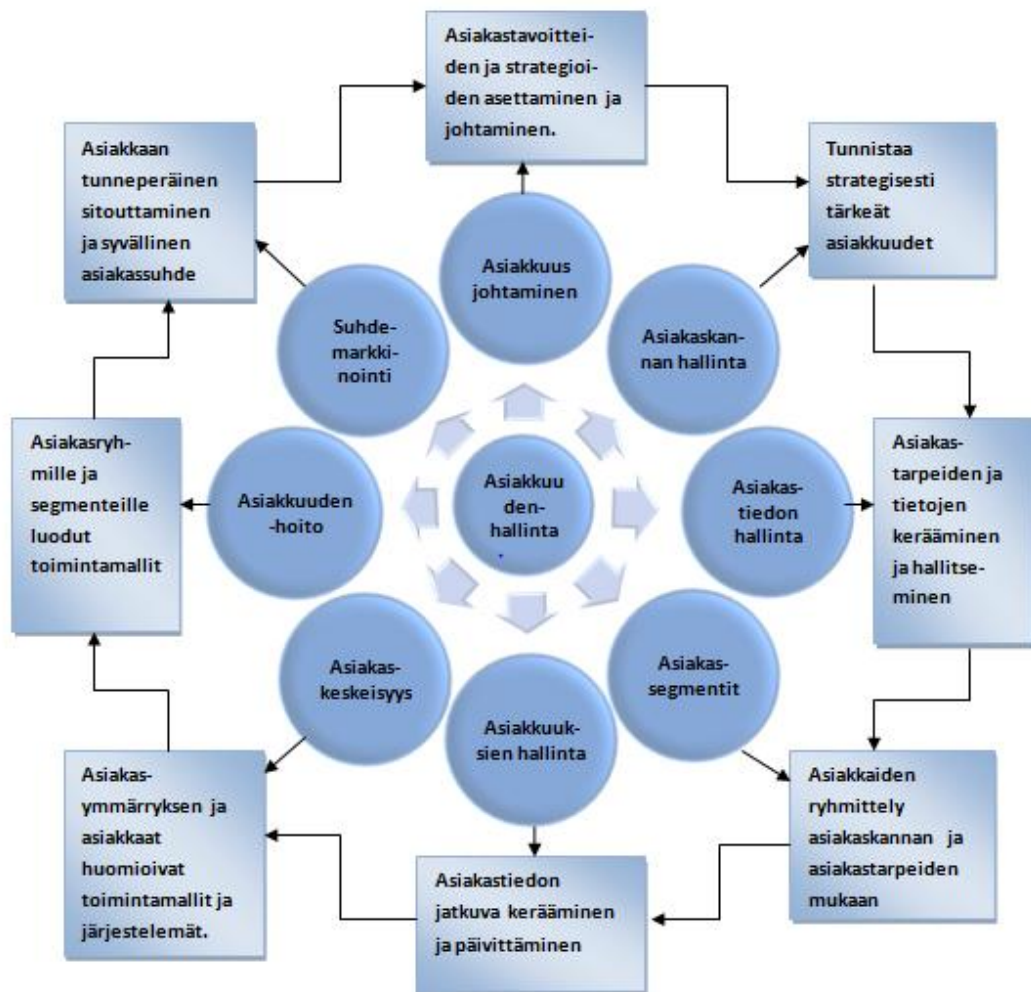 Asiakastavoittei-
den ja strategioi-
den asettaminen ja
johtaminen.
Asiakkaan
tunneperäinen
sitouttaminen
ja syvällinen
asiakassuhde
Tunnistaa
strategisesti
tärkeät
asiakkuudet
Asiakkuus
johtaminen
Suhde-
markki-
nointi
Asiakaskan-
nan hallinta
Asiakasryh-
mille ja
segmenteille
luodut
toimintamallit
Asiakkuuden
-hoito
Asiakkuu
den-
hallinta
Asiakas-
tiedon
hallinta
Asiakas-
tarpeiden ja
tietojen
kerääminen
ja hallitse-
minen
Asiakas-
keskeisyys
Asiakas-
segmentit
Asiakkuuk-
sien hallinta
Asiakas-
ymmärryksen ja
asiakkaat
huomioivat
toimintamallit ja
järjestelemät.
Asiakastiedon
jatkuva kerääminen
ja päivittäminen
Asiakkaiden
ryhmittely
asiakaskannan ja
asiakastarpeiden
mukaan